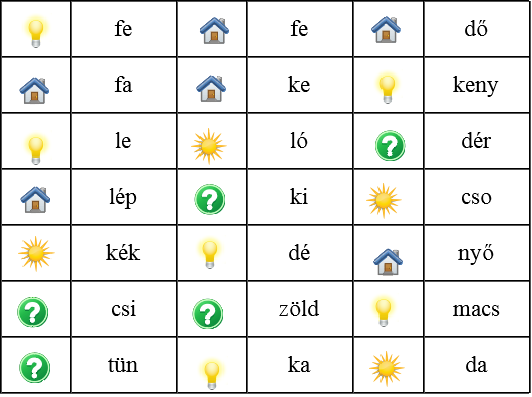 fe fe dő
fa ke keny
le ló dér
lép ki cso
kék dé nyő
csi zöld macs
tün ka da